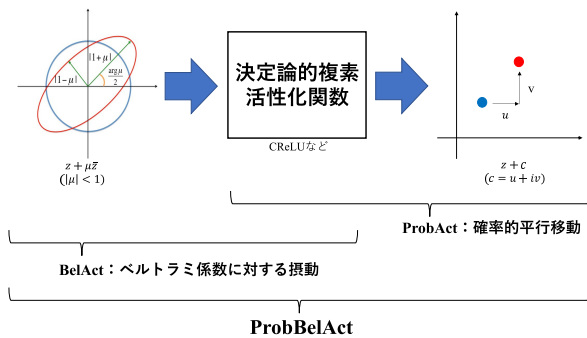 |1+μ|
|1−μ|
arg μ
2
z + μz̄
(|μ| < 1)
決定論的複素
活性化関数
CReLUなど
v
u
z + c
(c = u + iv)
ProbAct：確率的平行移動
BelAct：ベルトラミ係数に対する摂動
ProbBelAct